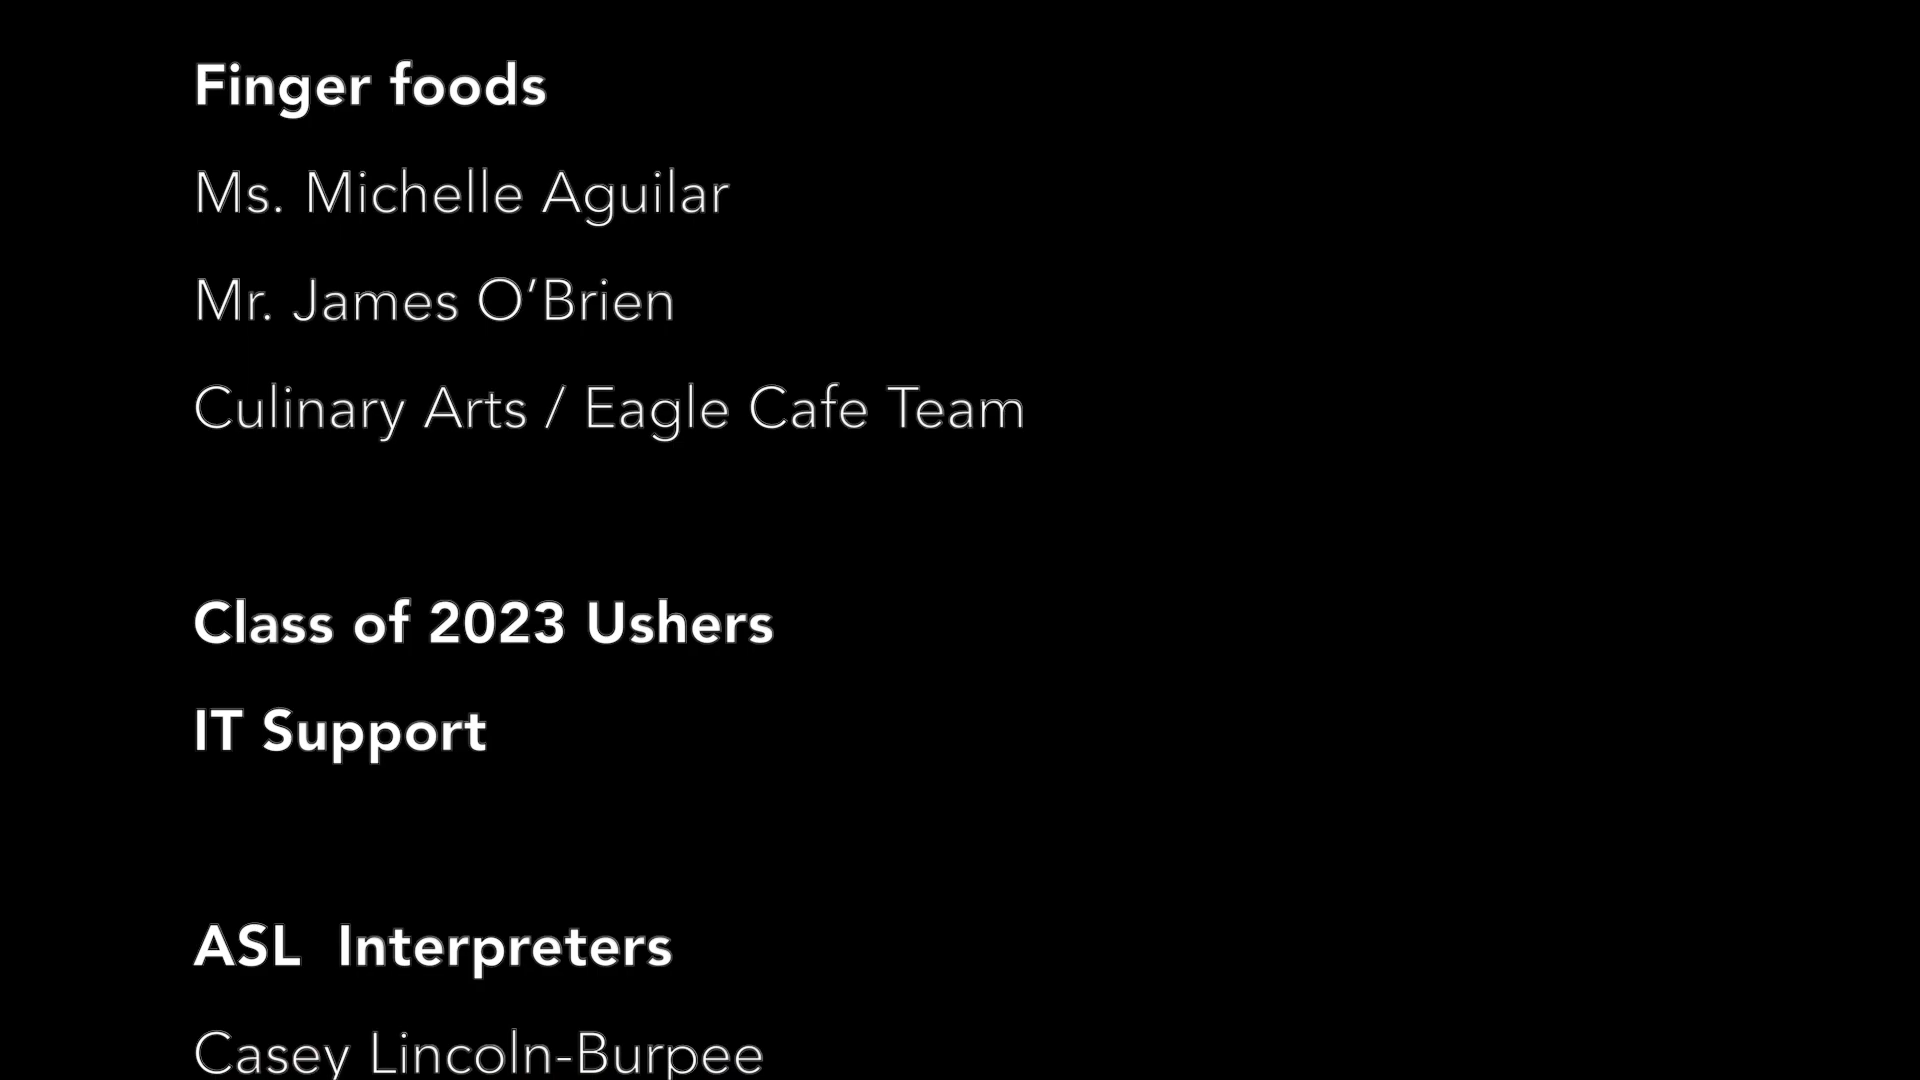 Finger foods
Ms. Michelle Aguilar
Mr. James O’Brien
Culinary Arts / Eagle Cafe Team
Class of 2023 Ushers
IT Support
ASL  Interpreters
Casey Lincoln-Burpee